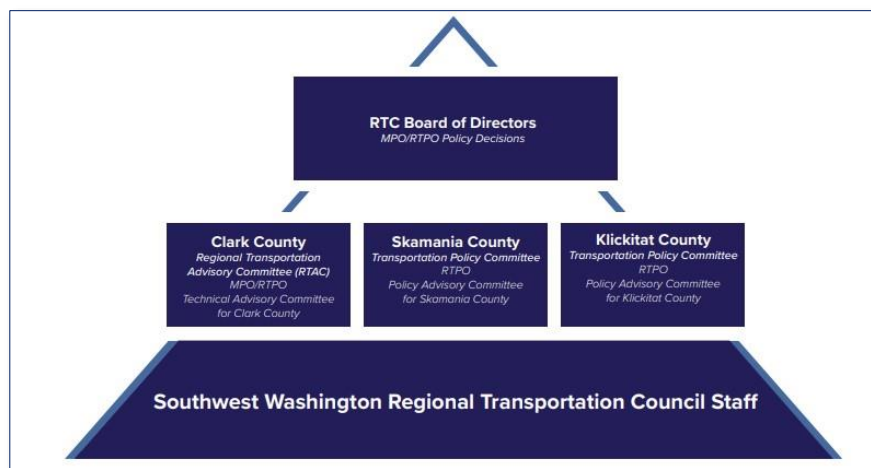 RTC Board of Directors
MPO/RTPO Policy Decisions
Clark County
Regional Transportation
Advisory Committee (RTAC)
MPO/RTPO
Technical Advisory Committee
for Clark County
Skamania County
Transportation Policy Committee
RTPO
Policy Advisory Committee
for Skamania County
Klickitat County
Transportation Policy Committee
RTPO
Policy Advisory Committee
for Klickitat County
Southwest Washington Regional Transportation Council Staff